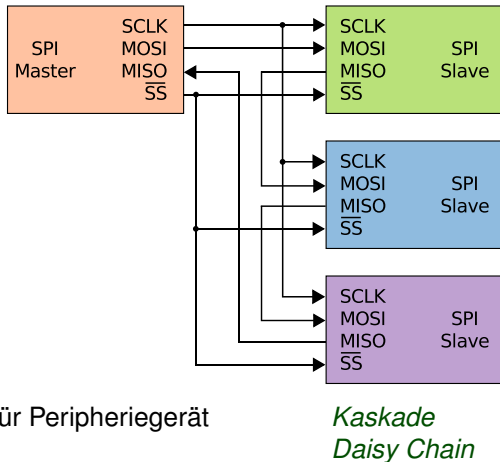 SCLK
MOSI
MISO
SS
SPI
Master
SCLK
MOSI
MISO
SS
SPI
Slave
SCLK
MOSI
MISO
SS
SPI
Slave
SCLK
MOSI
MISO
SS
SPI
Slave
ür Peripheriegerät
Kaskade
Daisy Chain